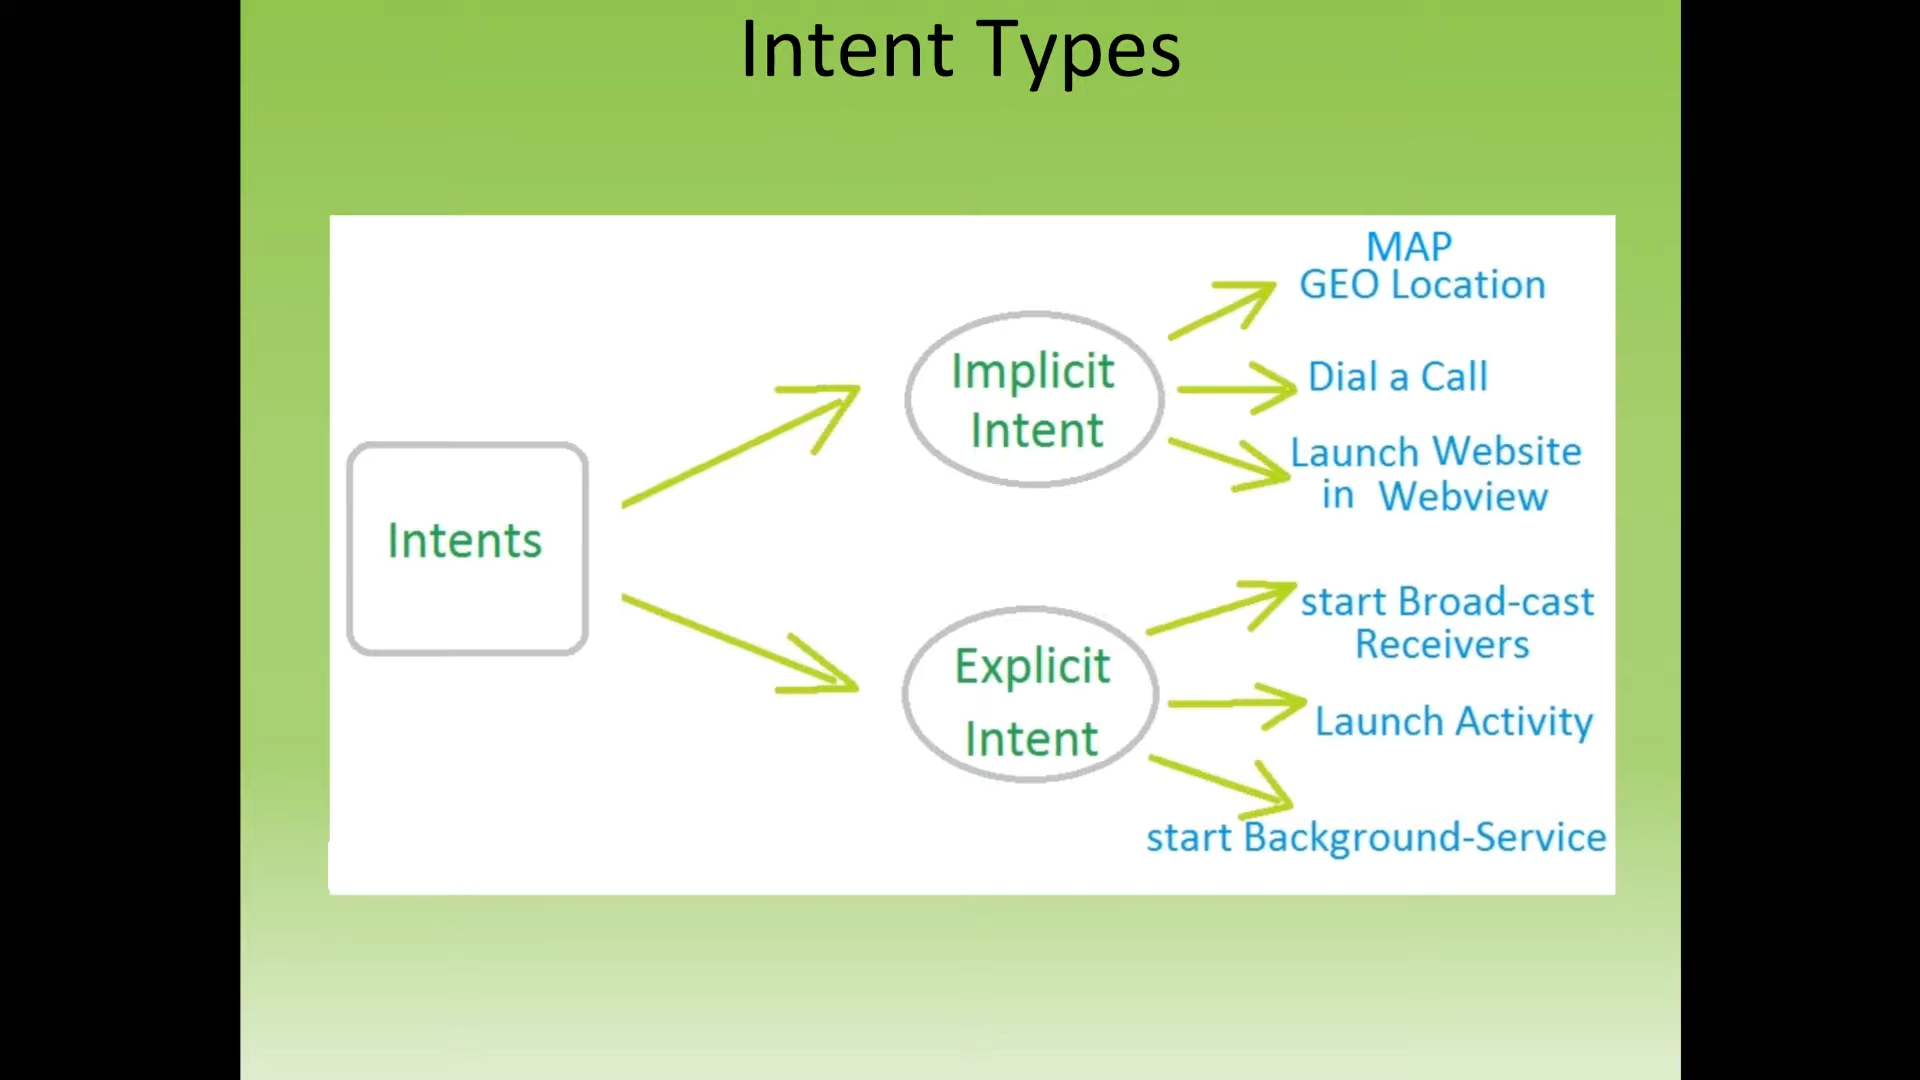 Intent Types
MAP
GEO Location
Implicit
Intent
Dial a Call
Launch Website
in Webview
Intents
start Broad-cast
Receivers
Explicit
Intent
Launch Activity
start Background-Service